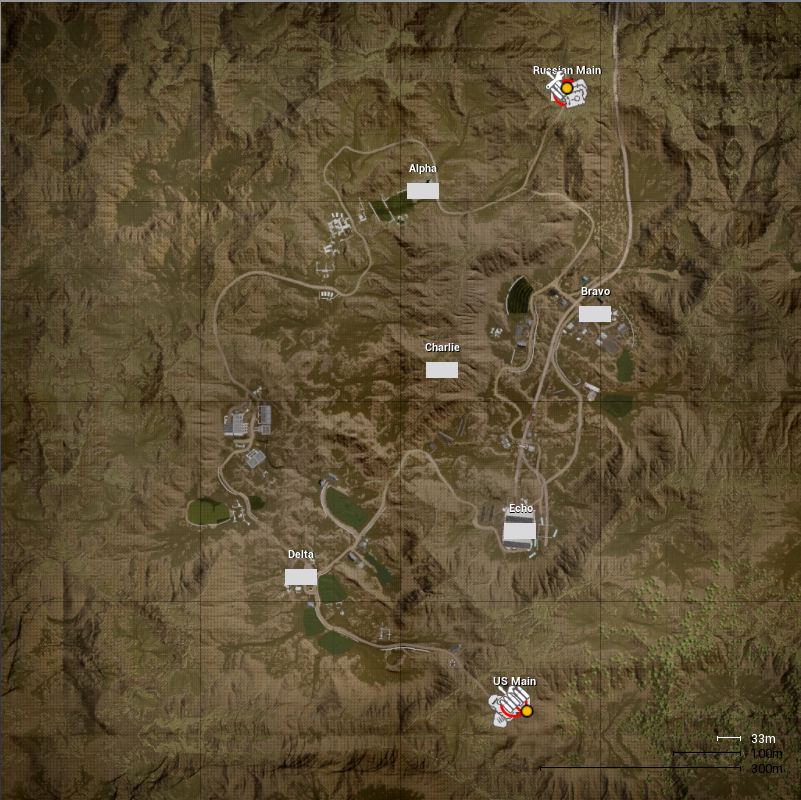 Russian Main
Alpha
Bravo
Charlie
Echo
Delta
US Main
33m
100m
300m